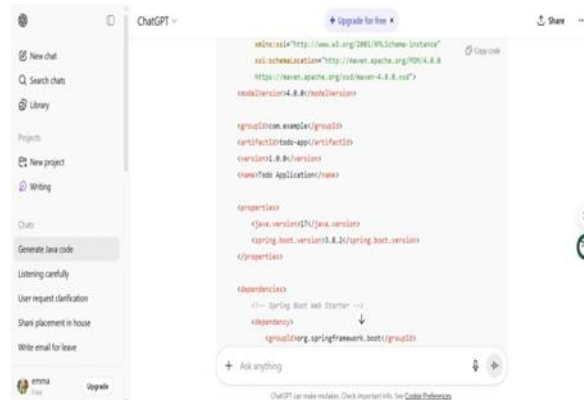 ChatGPT
Upgrade for free x
Share
New chat
Search chats
Library
Projects
New project
Writing
Chats
Generate Java code
Listening carefully
User request clarification
Shani placement in house
Write email for leave
emma
Free
Upgrade
Copy code
xmlns:xsi="http://www.w3.org/2001/XMLSchema-instance"
xsi:schemaLocation="http://maven.apache.org/POM/4.0.0
https://maven.apache.org/xsd/maven-4.0.0.xsd">
<modelVersion>4.0.0</modelVersion>
<groupId>com.example</groupId>
<artifactId>todo-app</artifactId>
<version>1.0.0</version>
<name>Todo Application</name>
<properties>
<java.version>17</java.version>
<spring.boot.version>3.8.2</spring.boot.version>
</properties>
<dependencies>
<!-- Spring Boot Web Starter -->
<dependency>
<groupId>org.springframework.boot</groupId>
Ask anything
ChatGPT can make mistakes. Check important info. See Cookie Preferences.